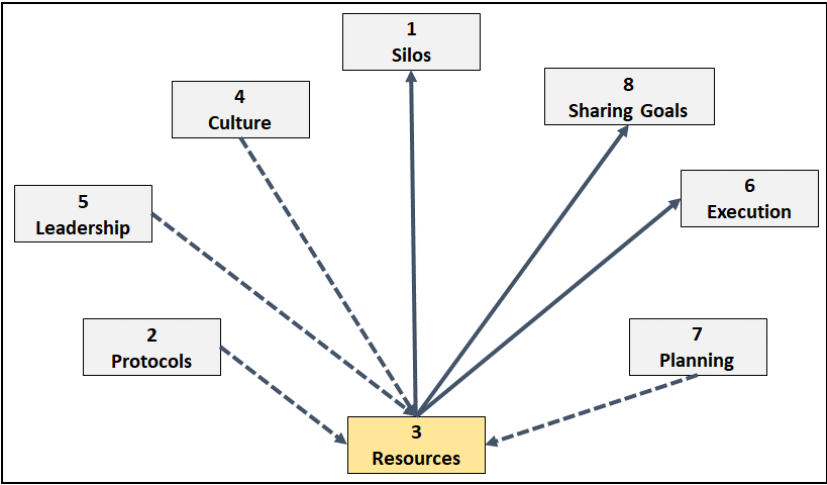 1
Silos
8
Sharing Goals
4
Culture
6
Execution
5
Leadership
2
Protocols
7
Planning
3
Resources